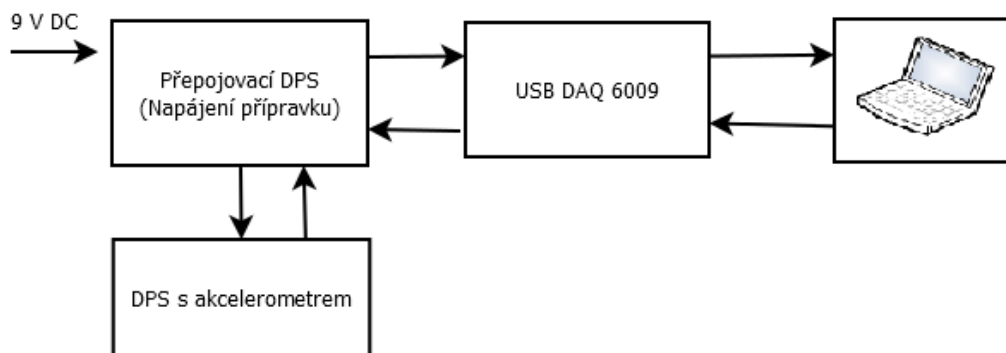 9 V DC
Přepojovací DPS
(Napájení přípravku)
USB DAQ 6009
DPS s akcelerometrem